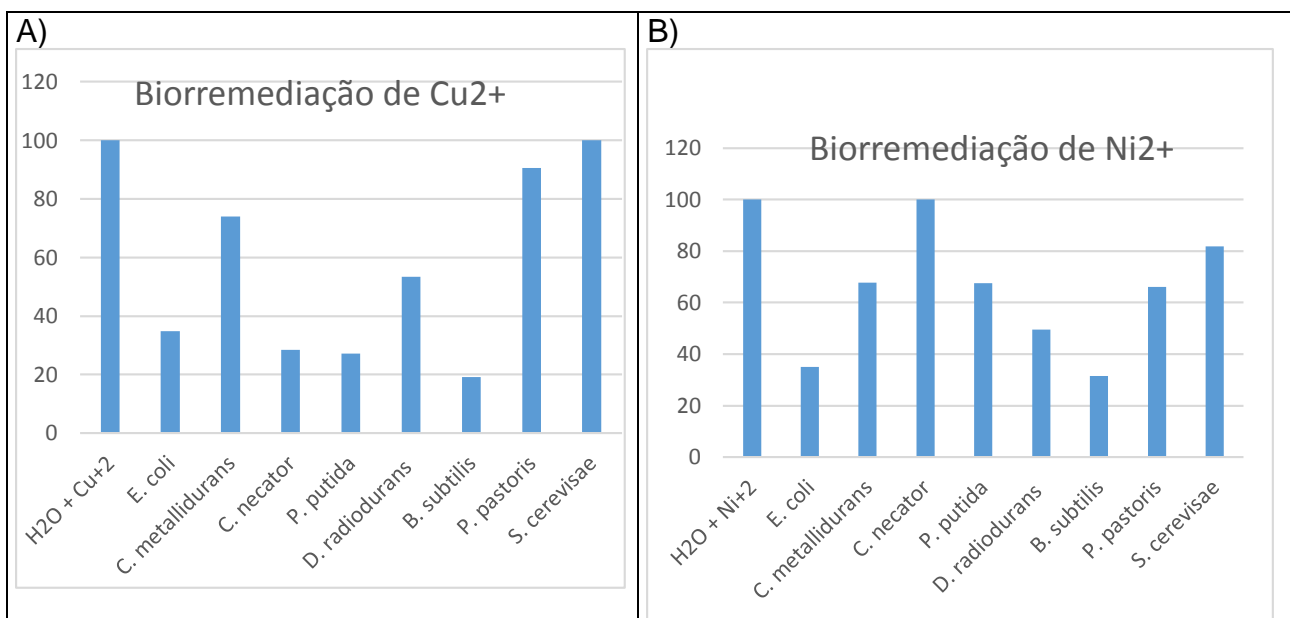 A)
Biorremediação de Cu2+
120
100
80
60
40
20
0
H2O + Cu+2
E. coli
C. metallidurans
C. necator
P. putida
D. radiodurans
B. subtilis
P. pastoris
S. cerevisae
B)
Biorremediação de Ni2+
120
100
80
60
40
20
0
H2O + Ni+2
E. coli
C. metallidurans
C. necator
P. putida
D. radiodurans
B. subtilis
P. pastoris
S. cerevisae